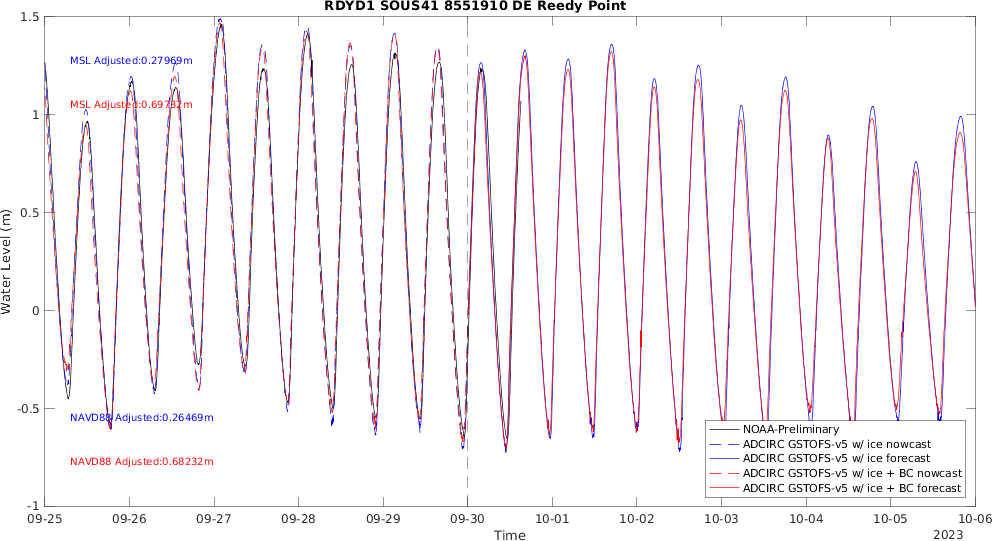 RDYD1 SOUS41 8551910 DE Reedy Point
Water Level (m)
1.5
1
0.5
0
-0.5
-1
MSL Adjusted:0.27969m
MSL Adjusted:0.69732m
NAVD88 Adjusted:0.26469m
NAVD88 Adjusted:0.68232m
NOAA-Preliminary
ADCIRC GSTOFS-v5 w/ ice nowcast
ADCIRC GSTOFS-v5 w/ ice forecast
ADCIRC GSTOFS-v5 w/ ice + BC nowcast
ADCIRC GSTOFS-v5 w/ ice + BC forecast
09-25 09-26 09-27 09-28 09-29 09-30 10-01 10-02 10-03 10-04 10-05 10-06
Time
2023